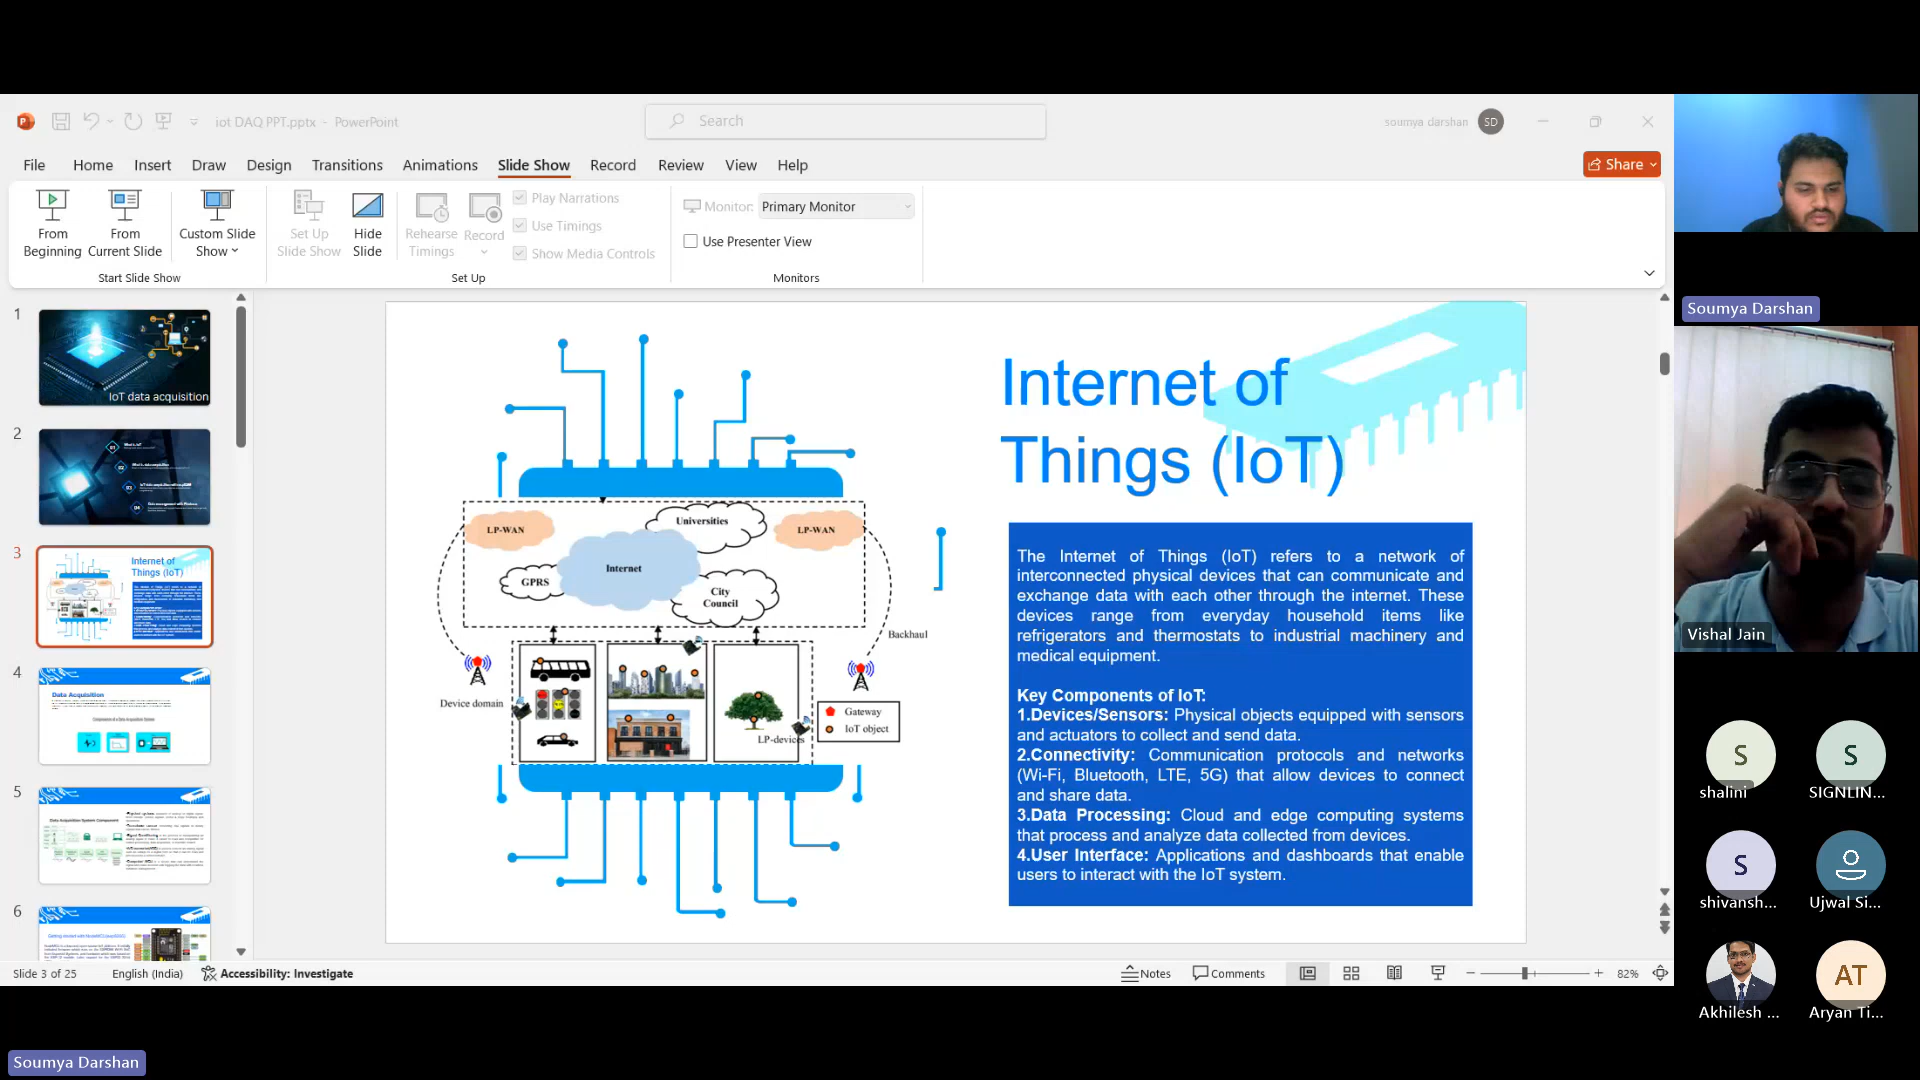 iot DAQ PPT.pptx - PowerPoint
Search
soumya darshan
SD
File
Home
Insert
Draw
Design
Transitions
Animations
Slide Show
Record
Review
View
Help
Share
From
Beginning
From
Current Slide
Custom Slide
Show
Set Up
Slide Show
Hide
Slide
Rehearse
Timings
Record
Play Narrations
Use Timings
Show Media Controls
Monitor:
Primary Monitor
Use Presenter View
Start Slide Show
Set Up
Monitors
1
IoT data acquisition
2
3
Internet of
Things (IoT)
4
Data Acquisition
5
Data Acquisition System Component
6
LP-WAN
Universities
LP-WAN
Internet
GPRS
City
Council
Backhaul
Device domain
LP-devices
Gateway
IoT object
Internet of
Things (IoT)
The Internet of Things (IoT) refers to a network of
interconnected physical devices that can communicate and
exchange data with each other through the internet. These
devices range from everyday household items like
refrigerators and thermostats to industrial machinery and
medical equipment.
Key Components of IoT:
1.Devices/Sensors: Physical objects equipped with sensors
and actuators to collect and send data.
2.Connectivity: Communication protocols and networks
(Wi-Fi, Bluetooth, LTE, 5G) that allow devices to connect
and share data.
3.Data Processing: Cloud and edge computing systems
that process and analyze data collected from devices.
4.User Interface: Applications and dashboards that enable
users to interact with the IoT system.
Slide 3 of 25
English (India)
Accessibility: Investigate
Notes
Comments
82%
Soumya Darshan
Vishal Jain
S
shalini
S
SIGNLIN...
S
shivansh...
Ujwal Si...
Akhilesh ...
AT
Aryan Ti...
Soumya Darshan